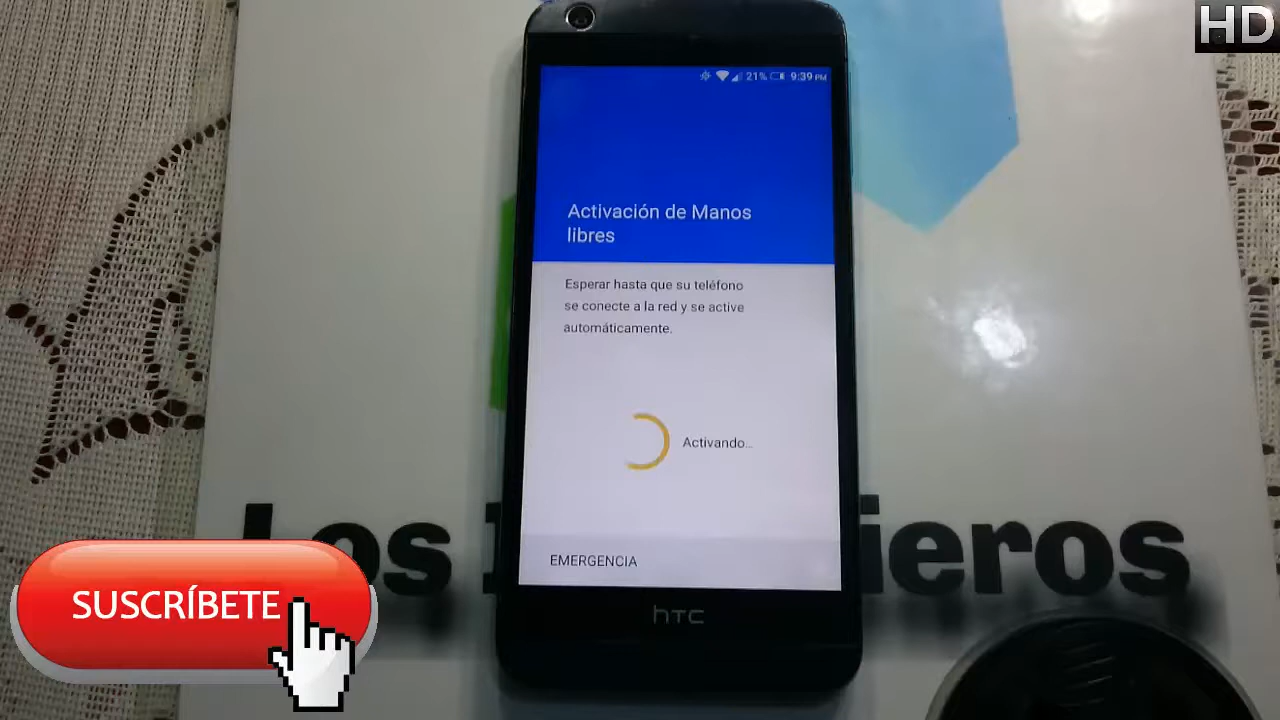 HD
21% 9:39 PM
Activación de Manos
libres
Esperar hasta que su teléfono
se conecte a la red y se active
automáticamente.
Activando...
Los ieros
EMERGENCIA
SUSCRÍBETE
hTC